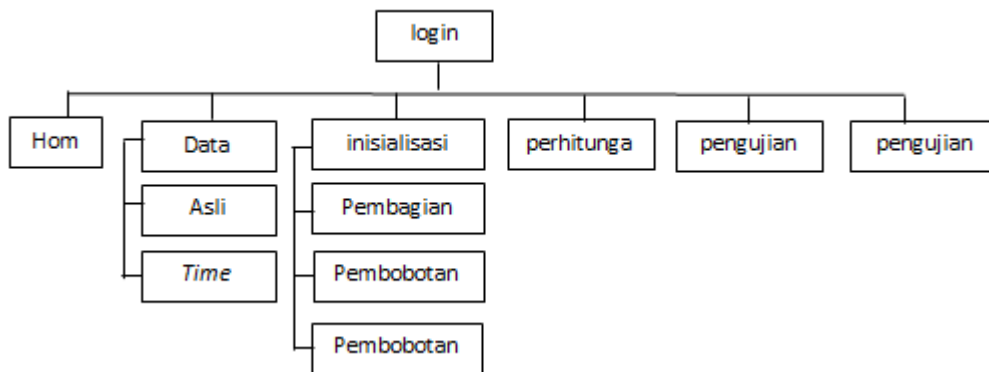 login
Hom
Data
inisialisasi
perhitunga
pengujian
pengujian
Asli
Pembagian
Time
Pembobotan
Pembobotan